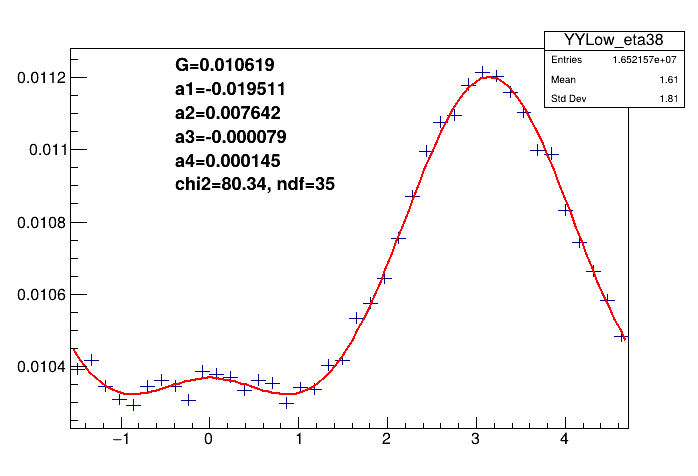 YYLow_eta38
Entries 1.652157e+07
Mean 1.61
Std Dev 1.81
G=0.010619
a1=-0.019511
a2=0.007642
a3=-0.000079
a4=0.000145
chi2=80.34, ndf=35
0.0112
0.011
0.0108
0.0106
0.0104
−1 0 1 2 3 4